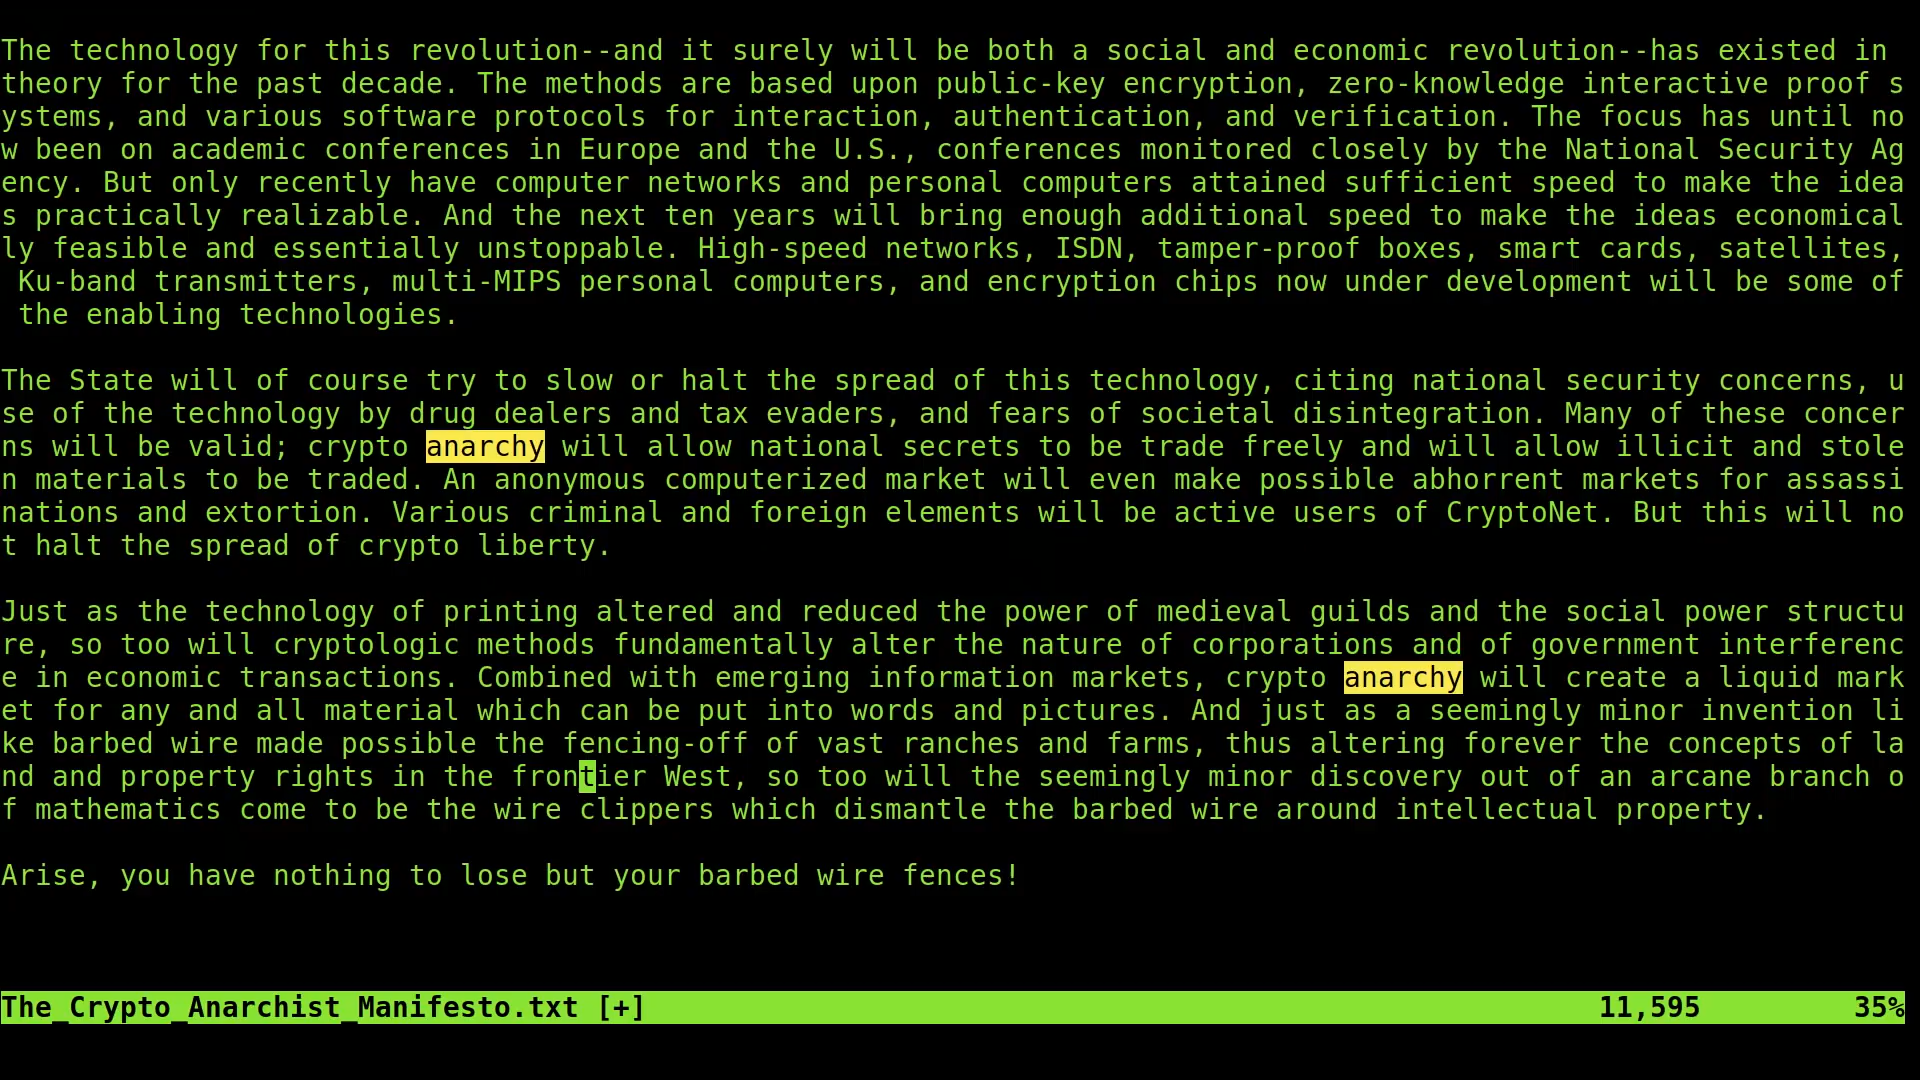 The technology for this revolution--and it surely will be both a social and economic revolution--has existed in
theory for the past decade. The methods are based upon public-key encryption, zero-knowledge interactive proof s
ystems, and various software protocols for interaction, authentication, and verification. The focus has until no
w been on academic conferences in Europe and the U.S., conferences monitored closely by the National Security Ag
ency. But only recently have computer networks and personal computers attained sufficient speed to make the idea
s practically realizable. And the next ten years will bring enough additional speed to make the ideas economical
ly feasible and essentially unstoppable. High-speed networks, ISDN, tamper-proof boxes, smart cards, satellites,
 Ku-band transmitters, multi-MIPS personal computers, and encryption chips now under development will be some of
 the enabling technologies.

The State will of course try to slow or halt the spread of this technology, citing national security concerns, u
se of the technology by drug dealers and tax evaders, and fears of societal disintegration. Many of these concer
ns will be valid; crypto anarchy will allow national secrets to be trade freely and will allow illicit and stole
n materials to be traded. An anonymous computerized market will even make possible abhorrent markets for assassi
nations and extortion. Various criminal and foreign elements will be active users of CryptoNet. But this will no
t halt the spread of crypto liberty.

Just as the technology of printing altered and reduced the power of medieval guilds and the social power structu
re, so too will cryptologic methods fundamentally alter the nature of corporations and of government interferenc
e in economic transactions. Combined with emerging information markets, crypto anarchy will create a liquid mark
et for any and all material which can be put into words and pictures. And just as a seemingly minor invention li
ke barbed wire made possible the fencing-off of vast ranches and farms, thus altering forever the concepts of la
nd and property rights in the frontier West, so too will the seemingly minor discovery out of an arcane branch o
f mathematics come to be the wire clippers which dismantle the barbed wire around intellectual property.

Arise, you have nothing to lose but your barbed wire fences!

The_Crypto_Anarchist_Manifesto.txt [+] 11,595 35%